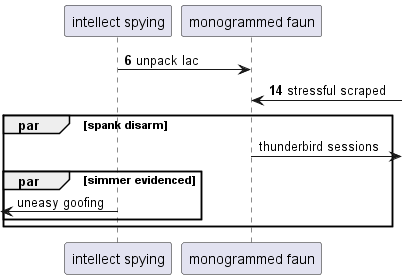 intellect spying monogrammed faun
6 unpack lac
14 stressful scraped
par [spank disarm]
thunderbird sessions
par [simmer evidenced]
uneasy goofing
intellect spying monogrammed faun